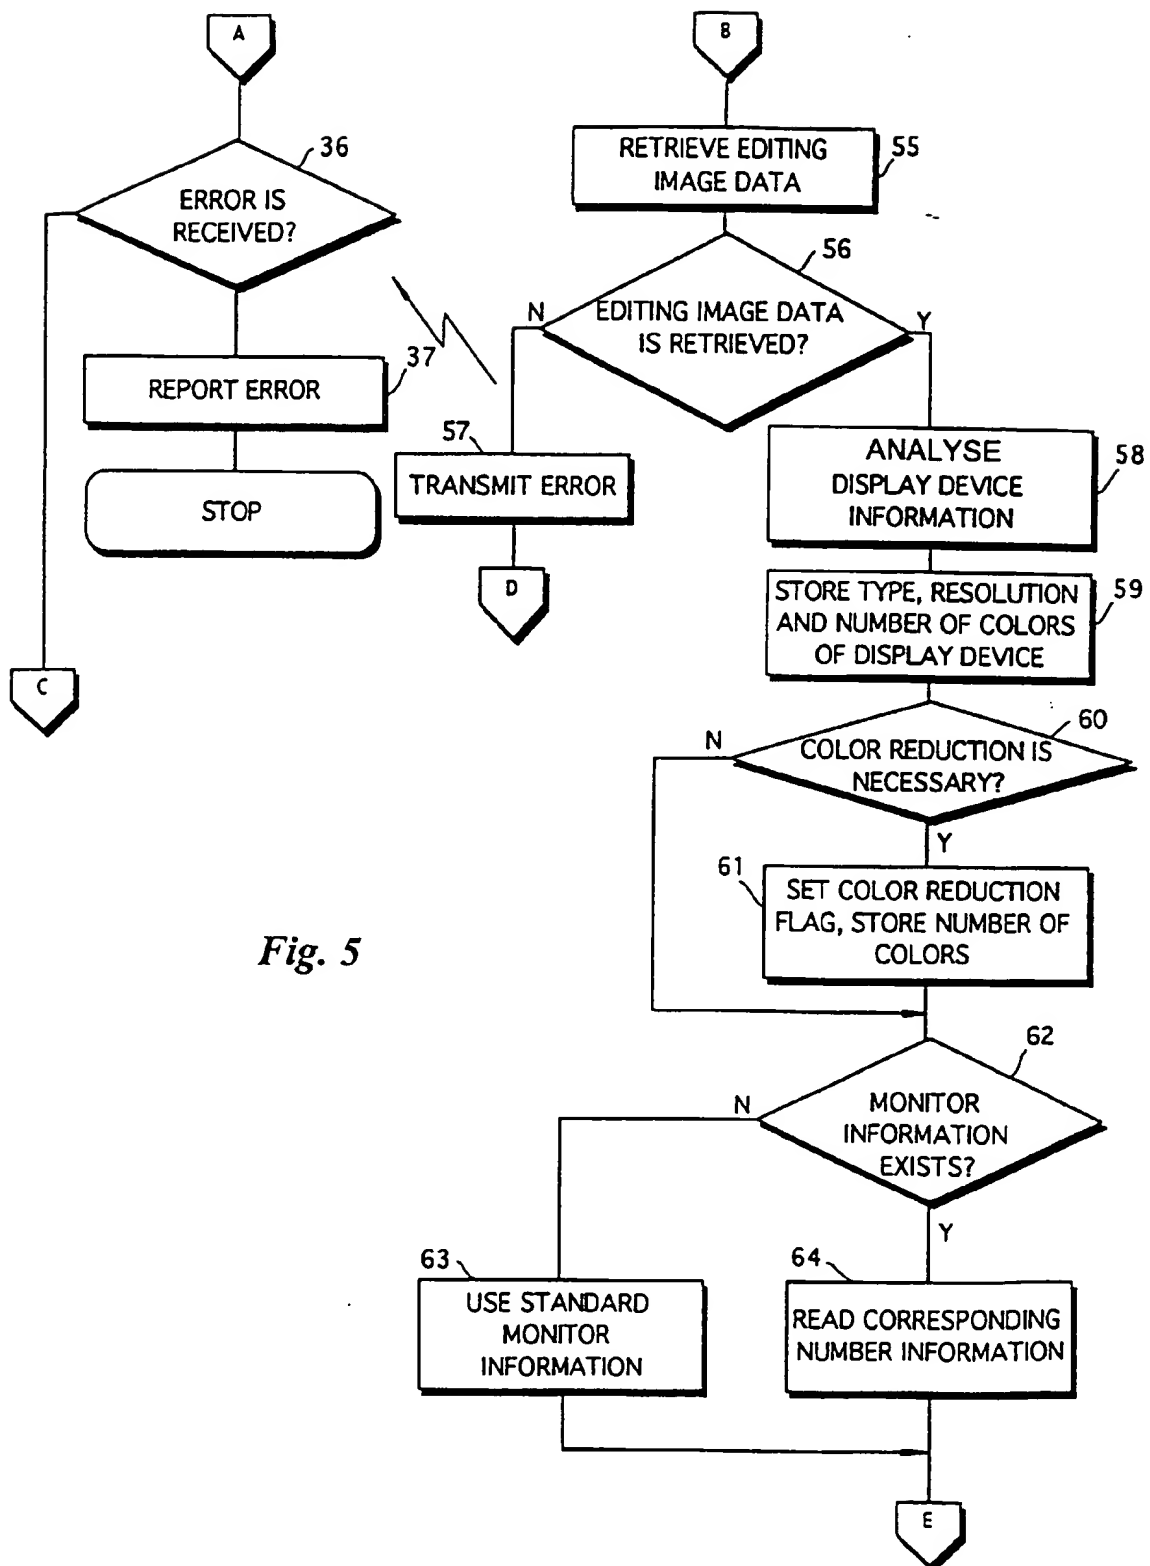 A
36
ERROR IS
RECEIVED?
37
REPORT ERROR
STOP
C
B
RETRIEVE EDITING
IMAGE DATA
55
56
EDITING IMAGE DATA
IS RETRIEVED?
N
Y
57
TRANSMIT ERROR
D
ANALYSE
DISPLAY DEVICE
INFORMATION
58
STORE TYPE, RESOLUTION
AND NUMBER OF COLORS
OF DISPLAY DEVICE
59
60
COLOR REDUCTION IS
NECESSARY?
N
Y
61
SET COLOR REDUCTION
FLAG, STORE NUMBER OF
COLORS
Fig. 5
62
MONITOR
INFORMATION
EXISTS?
N
Y
63
USE STANDARD
MONITOR
INFORMATION
64
READ CORRESPONDING
NUMBER INFORMATION
E